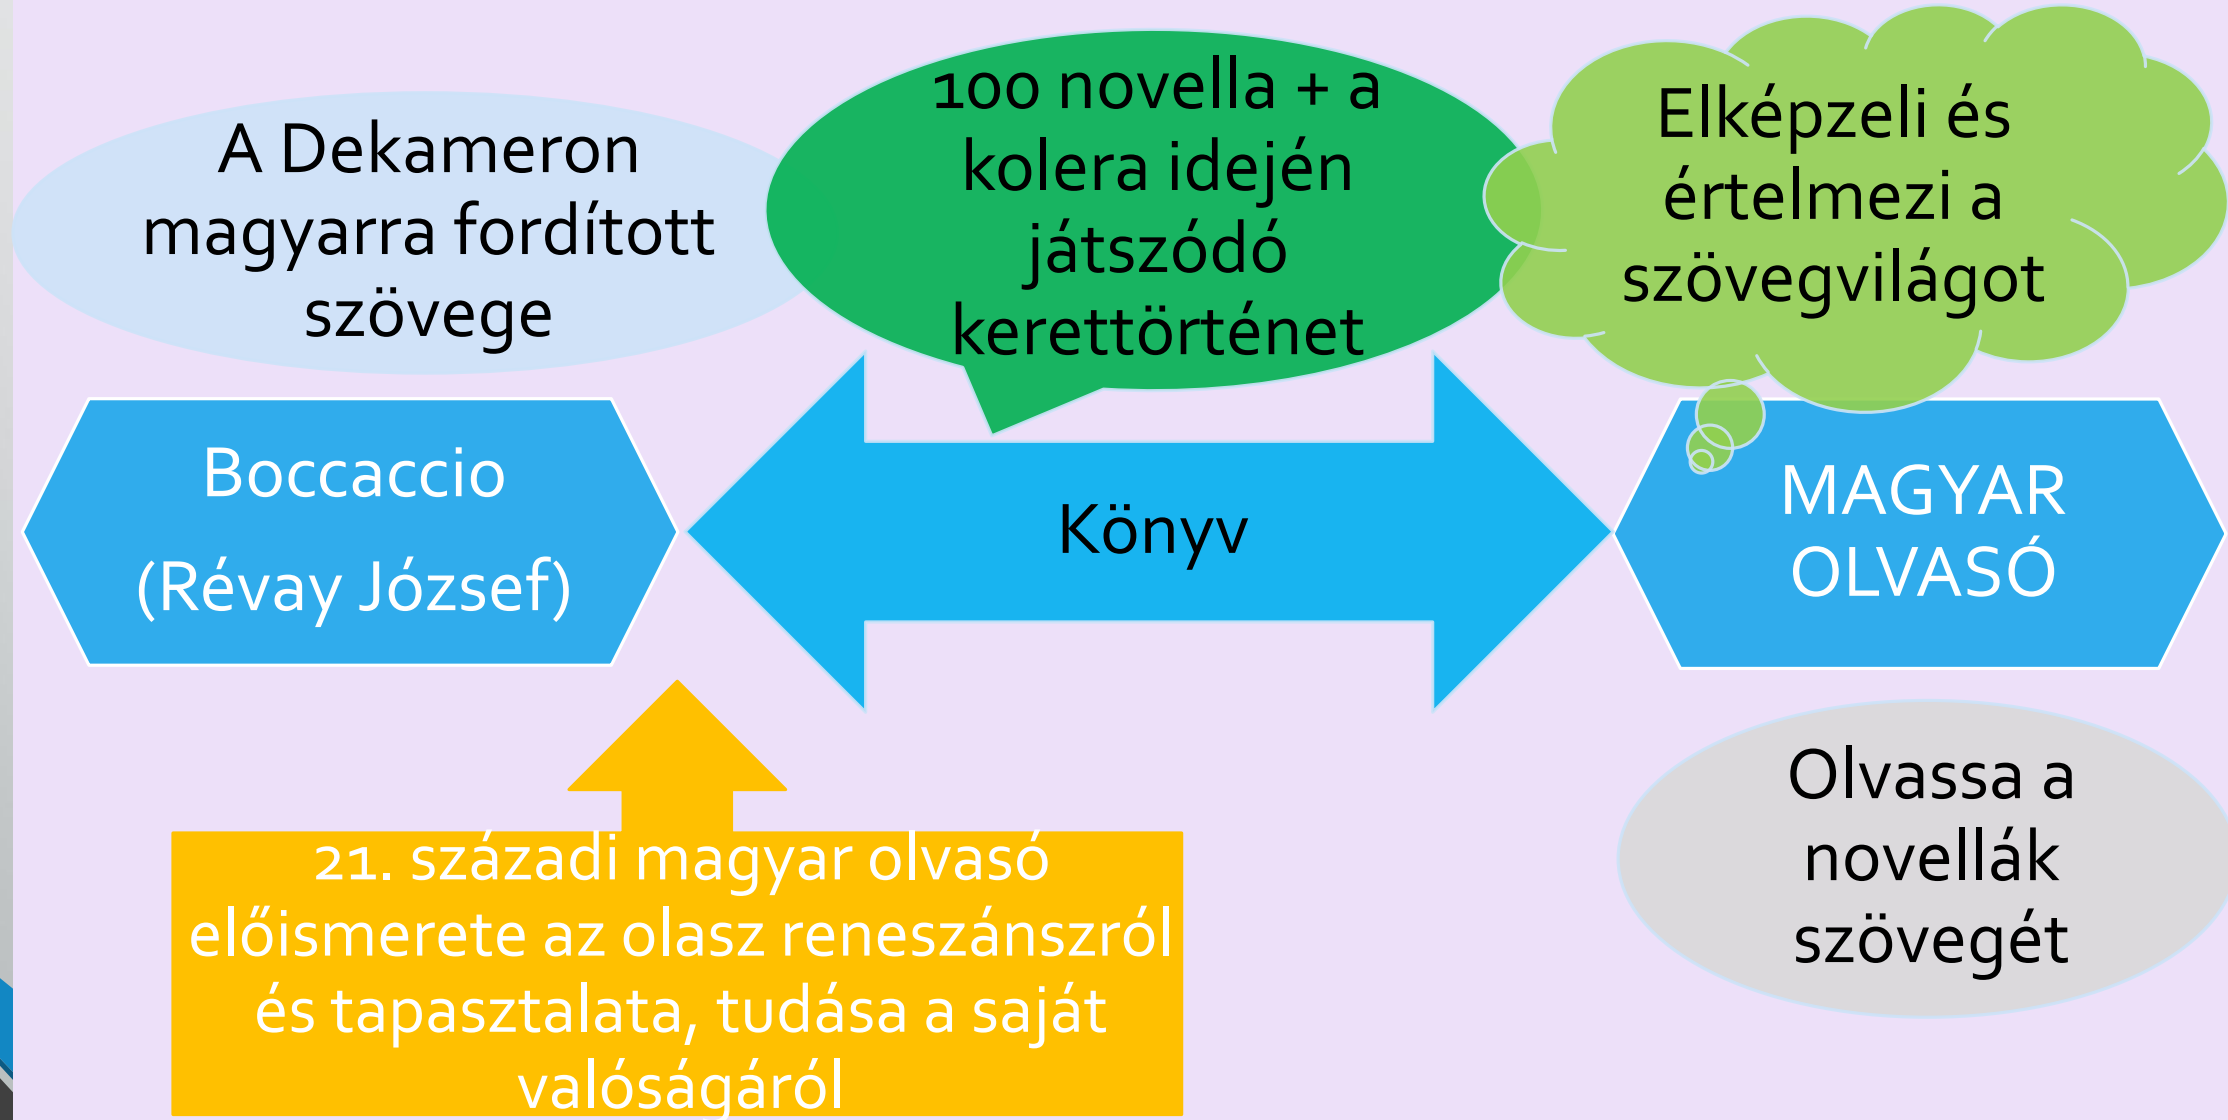 A Dekameron
magyarra fordított
szövege
100 novella + a
kolera idején
játszódó
kerettörténet
Elképzeli és
értelmezi a
szövegvilágot
Boccaccio
(Révay József)
Könyv
MAGYAR
OLVASÓ
21. századi magyar olvasó
előismerete az olasz reneszánszról
és tapasztalata, tudása a saját
valóságáról
Olvassa a
novellák
szövegét